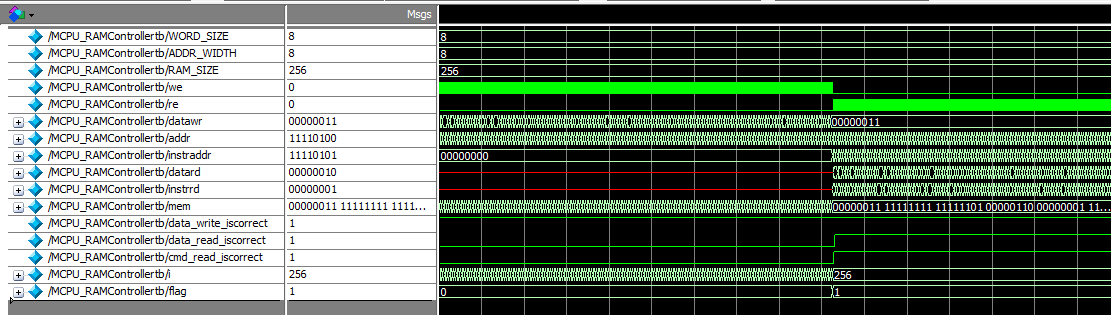 Msgs
/MCPU_RAMControllertb/WORD_SIZE 8 8
/MCPU_RAMControllertb/ADDR_WIDTH 8 8
/MCPU_RAMControllertb/RAM_SIZE 256 256
/MCPU_RAMControllertb/we 0
/MCPU_RAMControllertb/re 0
/MCPU_RAMControllertb/datawr 00000011 00000011
/MCPU_RAMControllertb/addr 11110100
/MCPU_RAMControllertb/instraddr 11110101 00000000
/MCPU_RAMControllertb/datard 00000010
/MCPU_RAMControllertb/instrrd 00000001
/MCPU_RAMControllertb/mem 00000011 11111111 1111... 00000011 11111111 11111101 00000110 00000001 11...
/MCPU_RAMControllertb/data_write_iscorrect 1
/MCPU_RAMControllertb/data_read_iscorrect 1
/MCPU_RAMControllertb/cmd_read_iscorrect 1
/MCPU_RAMControllertb/i 256 256
/MCPU_RAMControllertb/flag 1 0 1